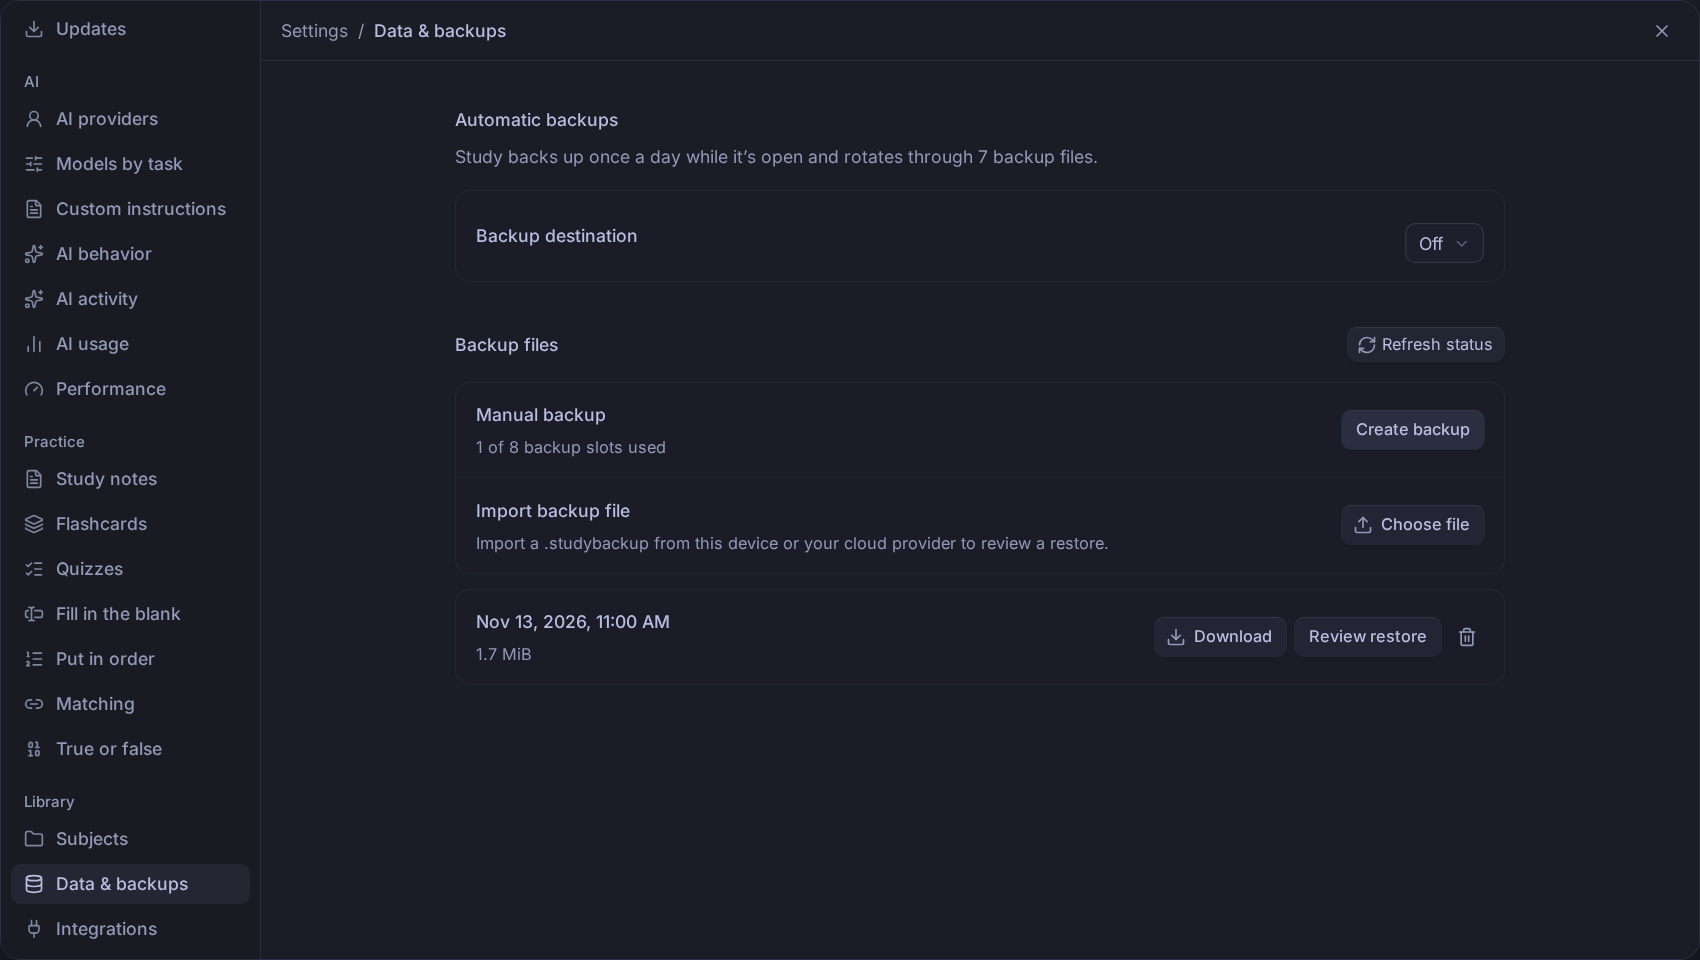 Updates
AI
AI providers
Models by task
Custom instructions
AI behavior
AI activity
AI usage
Performance
Practice
Study notes
Flashcards
Quizzes
Fill in the blank
Put in order
Matching
True or false
Library
Subjects
Data & backups
Integrations
Settings / Data & backups
Automatic backups
Study backs up once a day while it’s open and rotates through 7 backup files.
Backup destination
Off
Backup files
Refresh status
Manual backup
1 of 8 backup slots used
Create backup
Import backup file
Import a .studybackup from this device or your cloud provider to review a restore.
Choose file
Nov 13, 2026, 11:00 AM
1.7 MiB
Download
Review restore